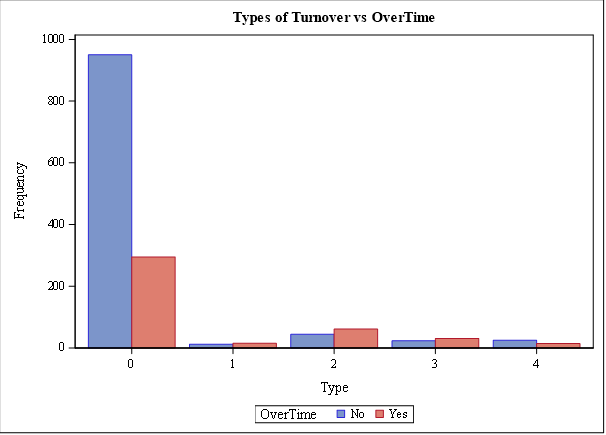 Types of Turnover vs OverTime
1000
800
600
400
200
0
Frequency
0 1 2 3 4
Type
OverTime No Yes